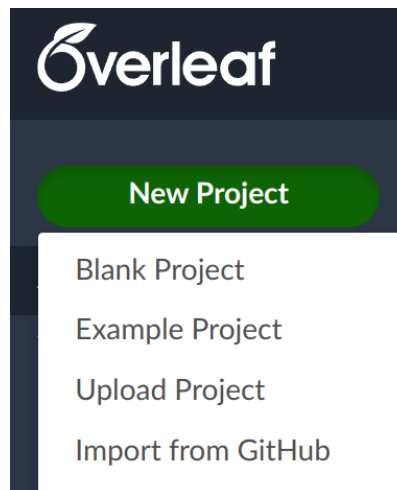 Overleaf
New Project
Blank Project
Example Project
Upload Project
Import from GitHub